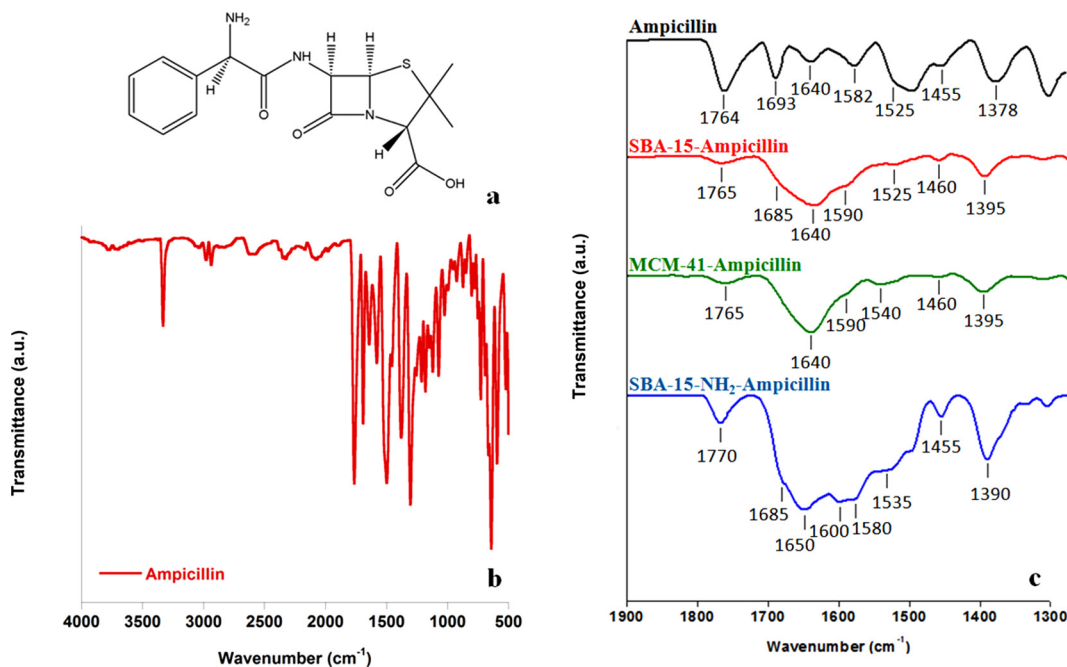 NH2
H
H
NH
S
H
O
N
O
H
O
OH
a
Transmittance (a.u.)
Ampicillin
b
4000 3500 3000 2500 2000 1500 1000 500
Wavenumber (cm-1)
Ampicillin
1764
1693
1640
1582
1525
1455
1378
SBA-15-Ampicillin
1765
1685
1640
1590
1525
1460
1395
MCM-41-Ampicillin
1765
1640
1590
1540
1460
1395
SBA-15-NH2-Ampicillin
1770
1685
1650
1600
1580
1535
1455
1390
Transmittance (a.u.)
c
1900 1800 1700 1600 1500 1400 1300
Wavenumber (cm-1)